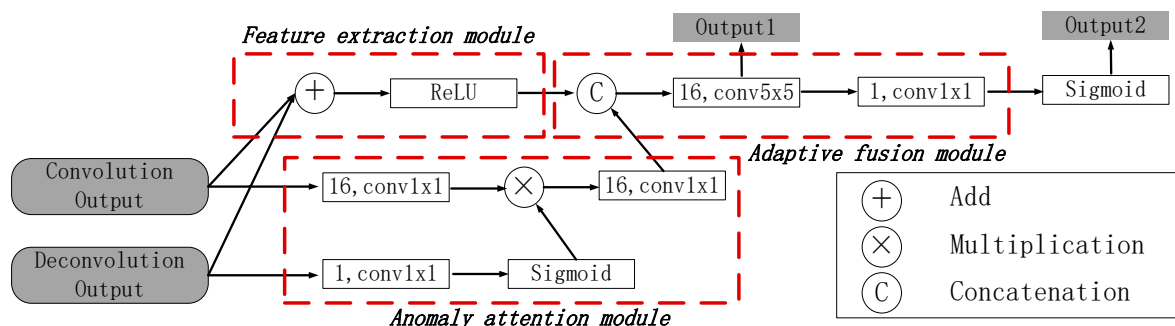 Feature extraction module
Output1
Output2
+
ReLU
C
16,conv5x5
1,conv1x1
Sigmoid
Adaptive fusion module
Convolution
Output
16,conv1x1
×
16,conv1x1
Deconvolution
Output
1,conv1x1
Sigmoid
Anomaly attention module
+ Add
× Multiplication
C Concatenation